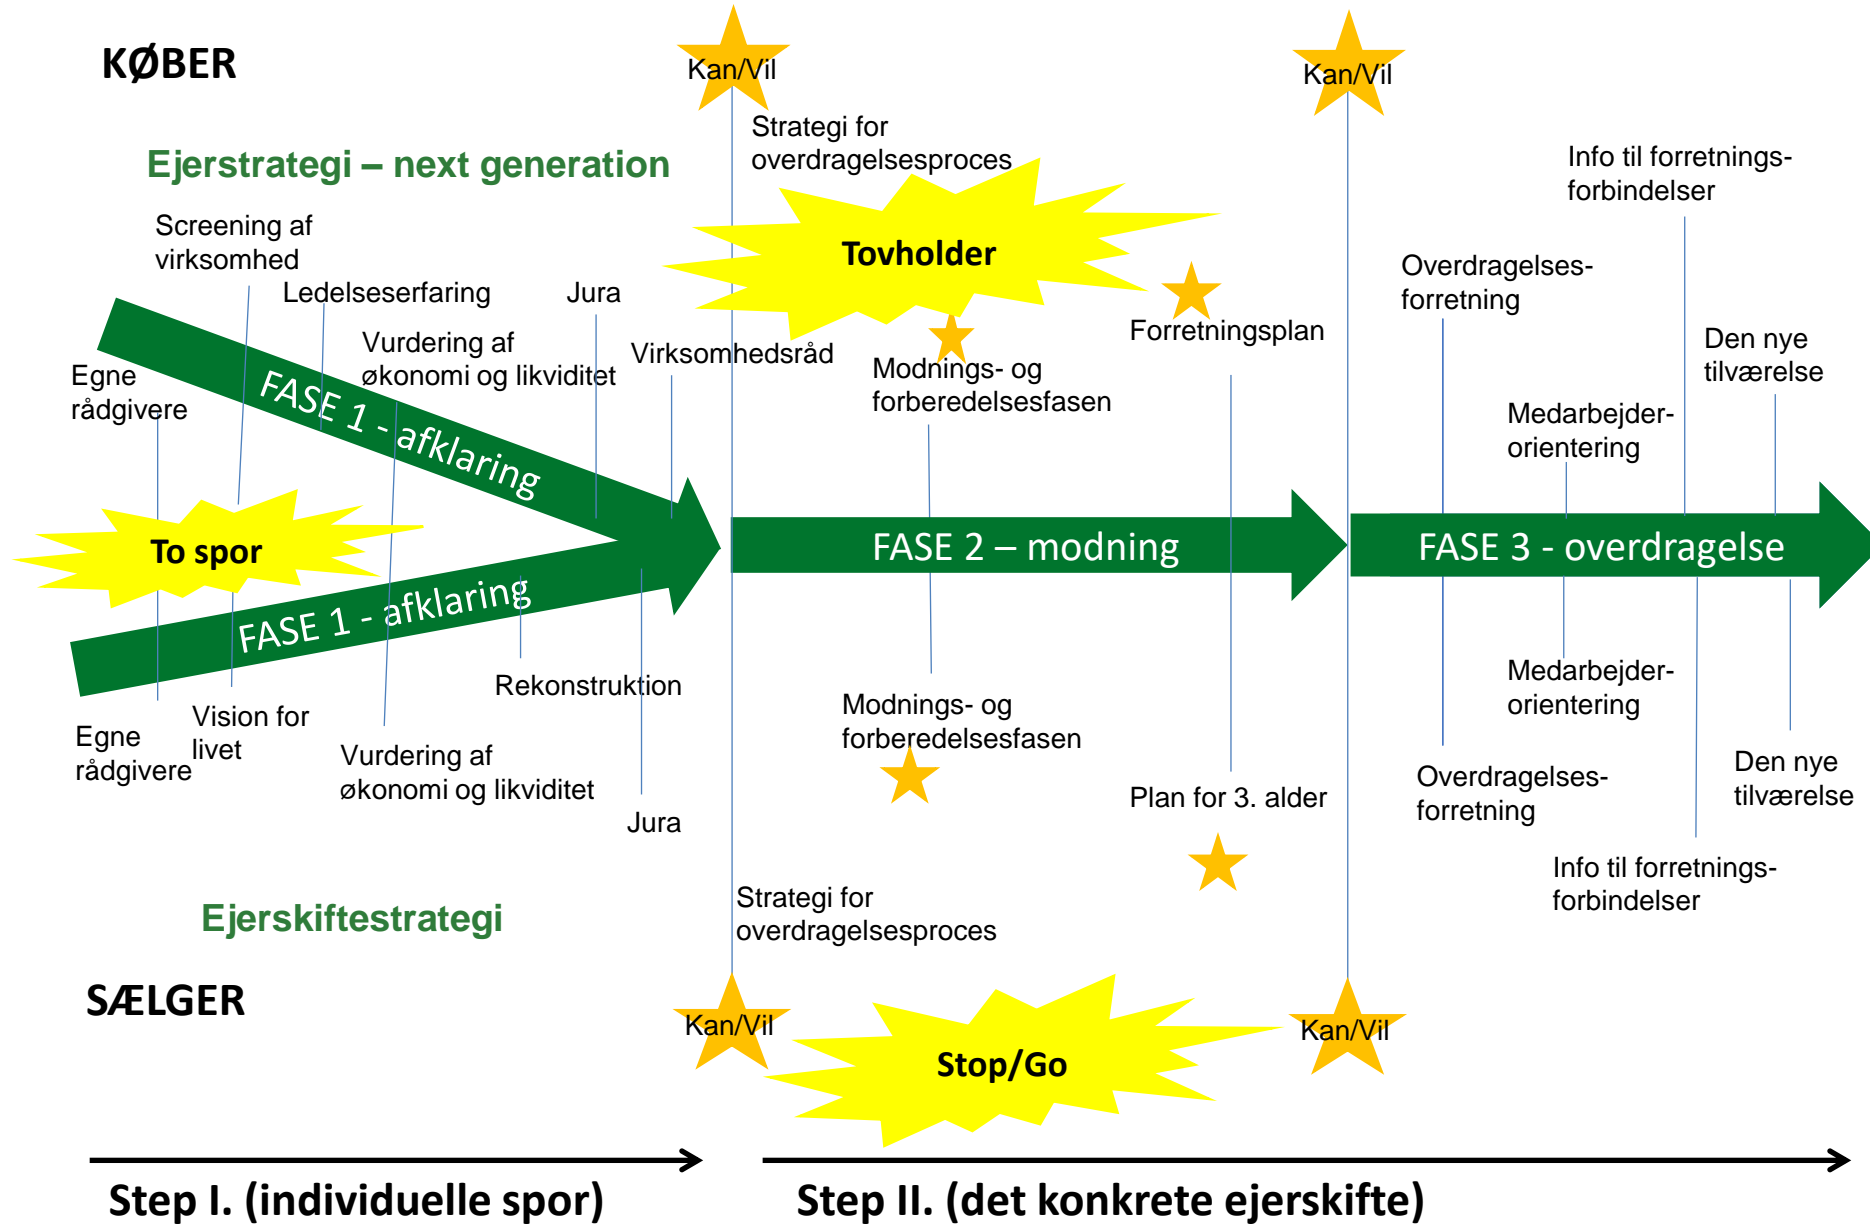 KØBER
Kan/Vil
Kan/Vil
Strategi for
overdragelsesproces
Ejerstrategi – next generation
Info til forretnings-
forbindelser
Screening af
virksomhed
Tovholder
Ledelseserfaring
Jura
Overdragelses-
forretning
Vurdering af
økonomi og likviditet
Virksomhedsråd
Forretningsplan
Den nye
tilværelse
Egne
rådgivere
Modnings- og
forberedelsesfasen
Medarbejder-
orientering
FASE 1 - afklaring
To spor
FASE 2 – modning
FASE 3 - overdragelse
FASE 1 - afklaring
Rekonstruktion
Medarbejder-
orientering
Egne
rådgivere
Vision for
livet
Modnings- og
forberedelsesfasen
Vurdering af
økonomi og likviditet
Jura
Plan for 3. alder
Overdragelses-
forretning
Den nye
tilværelse
Info til forretnings-
forbindelser
Ejerskiftestrategi
Strategi for
overdragelsesproces
SÆLGER
Kan/Vil
Kan/Vil
Stop/Go
Step I. (individuelle spor)
Step II. (det konkrete ejerskifte)